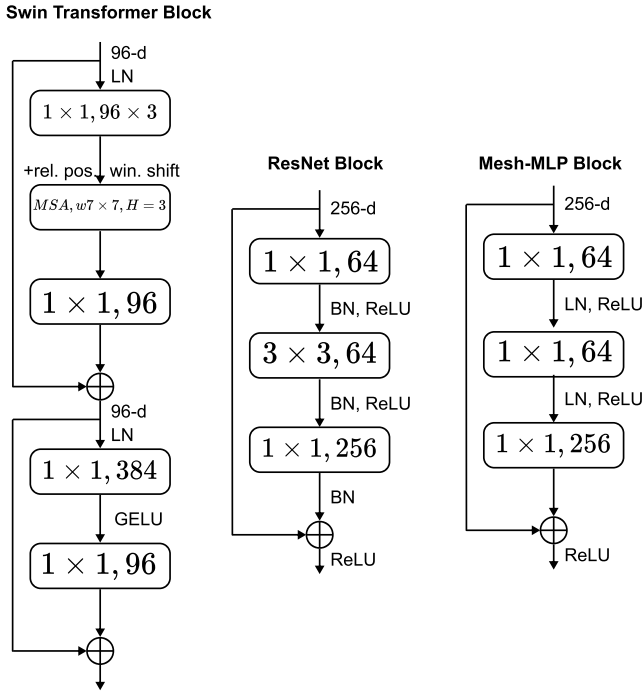 Swin Transformer Block
96-d
LN
1 × 1, 96 × 3
+rel. pos. win. shift
MSA, w7 × 7, H = 3
1 × 1, 96
96-d
LN
1 × 1, 384
GELU
1 × 1, 96
ResNet Block
256-d
1 × 1, 64
BN, ReLU
3 × 3, 64
BN, ReLU
1 × 1, 256
BN
ReLU
Mesh-MLP Block
256-d
1 × 1, 64
LN, ReLU
1 × 1, 64
LN, ReLU
1 × 1, 256
ReLU